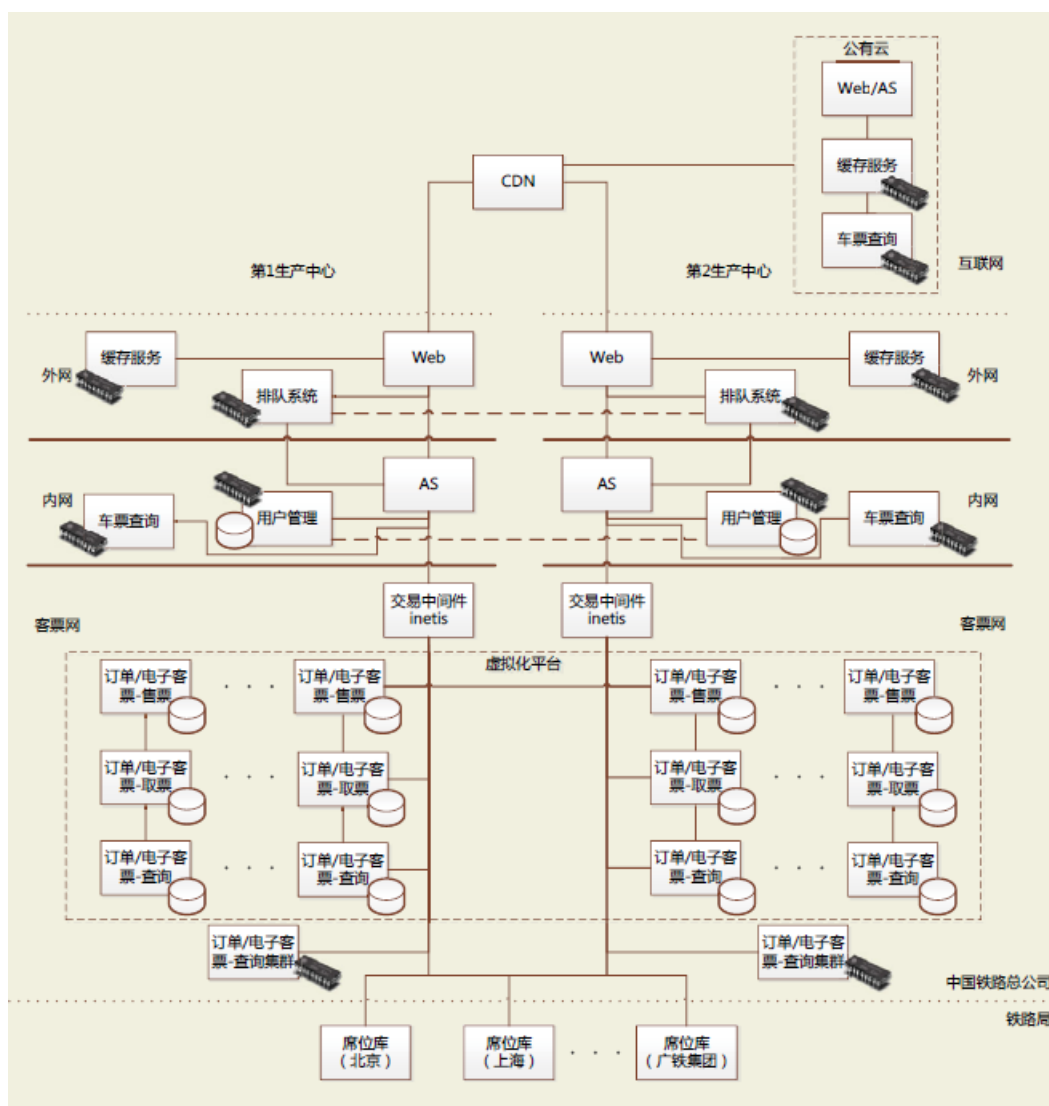 公有云
Web/AS
缓存服务
车票查询
互联网
CDN
第1生产中心
第2生产中心
缓存服务
Web
Web
缓存服务
外网
排队系统
排队系统
外网
AS
AS
内网
车票查询
用户管理
用户管理
车票查询
内网
交易中间件
inetis
交易中间件
inetis
客票网
客票网
虚拟化平台
订单/电子客
票-售票
· · ·
订单/电子客
票-售票
订单/电子客
票-售票
· · ·
订单/电子客
票-售票
订单/电子客
票-取票
· · ·
订单/电子客
票-取票
订单/电子客
票-取票
· · ·
订单/电子客
票-取票
订单/电子客
票-查询
· · ·
订单/电子客
票-查询
订单/电子客
票-查询
· · ·
订单/电子客
票-查询
订单/电子客
票-查询集群
订单/电子客
票-查询集群
中国铁路总公司
铁路局
席位库
（北京）
席位库
（上海）
· · ·
席位库
（广铁集团）